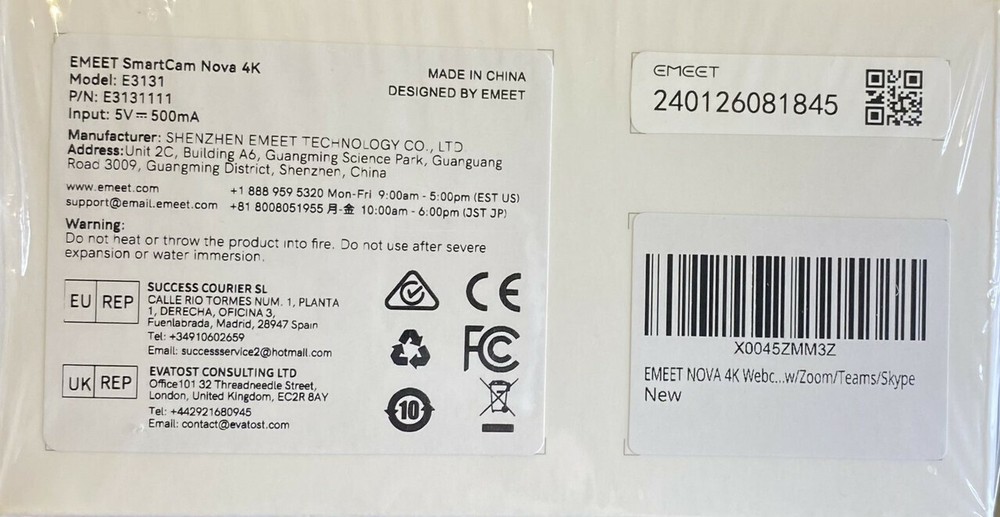 EMEET SmartCam Nova 4K
Model: E3131
P/N: E3131111
Input: 5V⎓500mA
MADE IN CHINA
DESIGNED BY EMEET
Manufacturer: SHENZHEN EMEET TECHNOLOGY CO., LTD
Address:Unit 2C, Building A6, Guangming Science Park, Guanguang
Road 3009, Guangming District, Shenzhen, China
www.emeet.com
support@email.emeet.com
+1 888 959 5320 Mon-Fri 9:00am - 5:00pm (EST US)
+81 8008051955 月-金 10:00am - 6:00pm (JST JP)
Warning:
Do not heat or throw the product into fire. Do not use after severe
expansion or water immersion.
EU REP
SUCCESS COURIER SL
CALLE RIO TORMES NUM. 1, PLANTA
1, DERECHA, OFICINA 3,
Fuenlabrada, Madrid, 28947 Spain
Tel: +34910602659
Email: successservice2@hotmail.com
UK REP
EVATOST CONSULTING LTD
Office101 32 Threadneedle Street,
London, United Kingdom, EC2R 8AY
Tel: +442921680945
Email: contact@evatost.com
CE
FC
10
EMEET
240126081845
X0045ZMM3Z
EMEET NOVA 4K Webc...w/Zoom/Teams/Skype
New